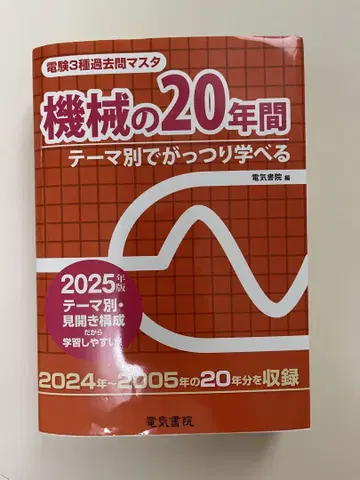 電験3種過去問マスタ
機械の20年間
テーマ別でがっつり学べる
電気書院 編
2025年版
テーマ別・
見開き構成
だから
学習しやすい!
2024年~2005年の20年分を収録
電気書院